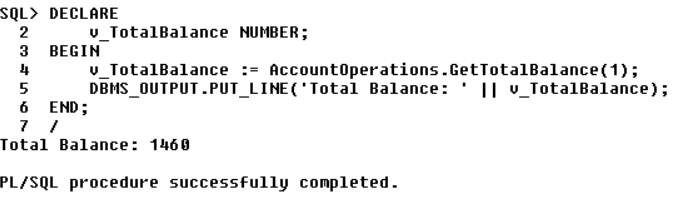 SQL> DECLARE
  2      v_TotalBalance NUMBER;
  3  BEGIN
  4      v_TotalBalance := AccountOperations.GetTotalBalance(1);
  5      DBMS_OUTPUT.PUT_LINE('Total Balance: ' || v_TotalBalance);
  6  END;
  7  /
Total Balance: 1460

PL/SQL procedure successfully completed.